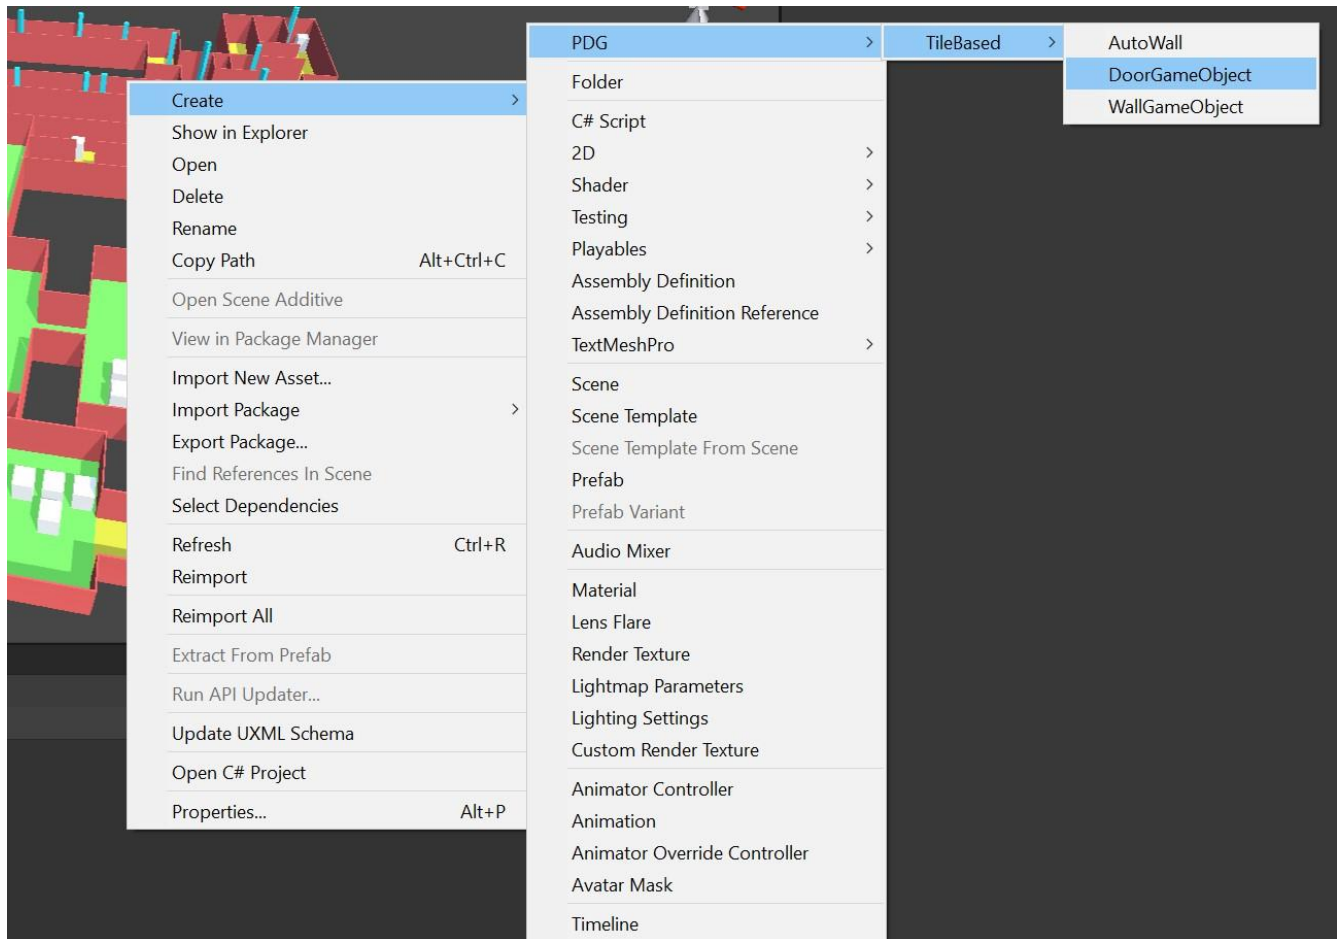 Create
Show in Explorer
Open
Delete
Rename
Copy Path Alt+Ctrl+C
Open Scene Additive
View in Package Manager
Import New Asset...
Import Package
Export Package...
Find References In Scene
Select Dependencies
Refresh Ctrl+R
Reimport
Reimport All
Extract From Prefab
Run API Updater...
Update UXML Schema
Open C# Project
Properties... Alt+P
PDG
Folder
C# Script
2D
Shader
Testing
Playables
Assembly Definition
Assembly Definition Reference
TextMeshPro
Scene
Scene Template
Scene Template From Scene
Prefab
Prefab Variant
Audio Mixer
Material
Lens Flare
Render Texture
Lightmap Parameters
Lighting Settings
Custom Render Texture
Animator Controller
Animation
Animator Override Controller
Avatar Mask
Timeline
TileBased
AutoWall
DoorGameObject
WallGameObject